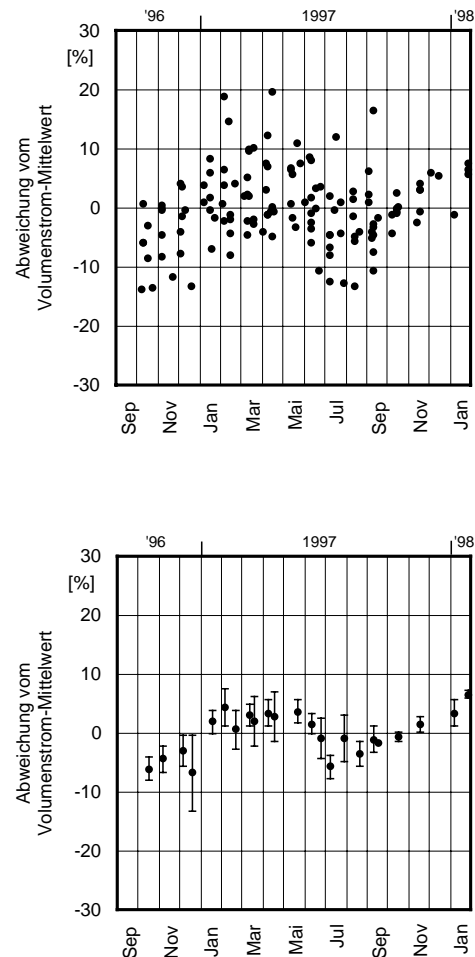 '96 1997 '98
[%]
30
20
10
0
-10
-20
-30
Abweichung vom
Volumenstrom-Mittelwert
Sep Nov Jan Mar Mai Jul Sep Nov Jan
'96 1997 '98
[%]
30
20
10
0
-10
-20
-30
Abweichung vom
Volumenstrom-Mittelwert
Sep Nov Jan Mar Mai Jul Sep Nov Jan